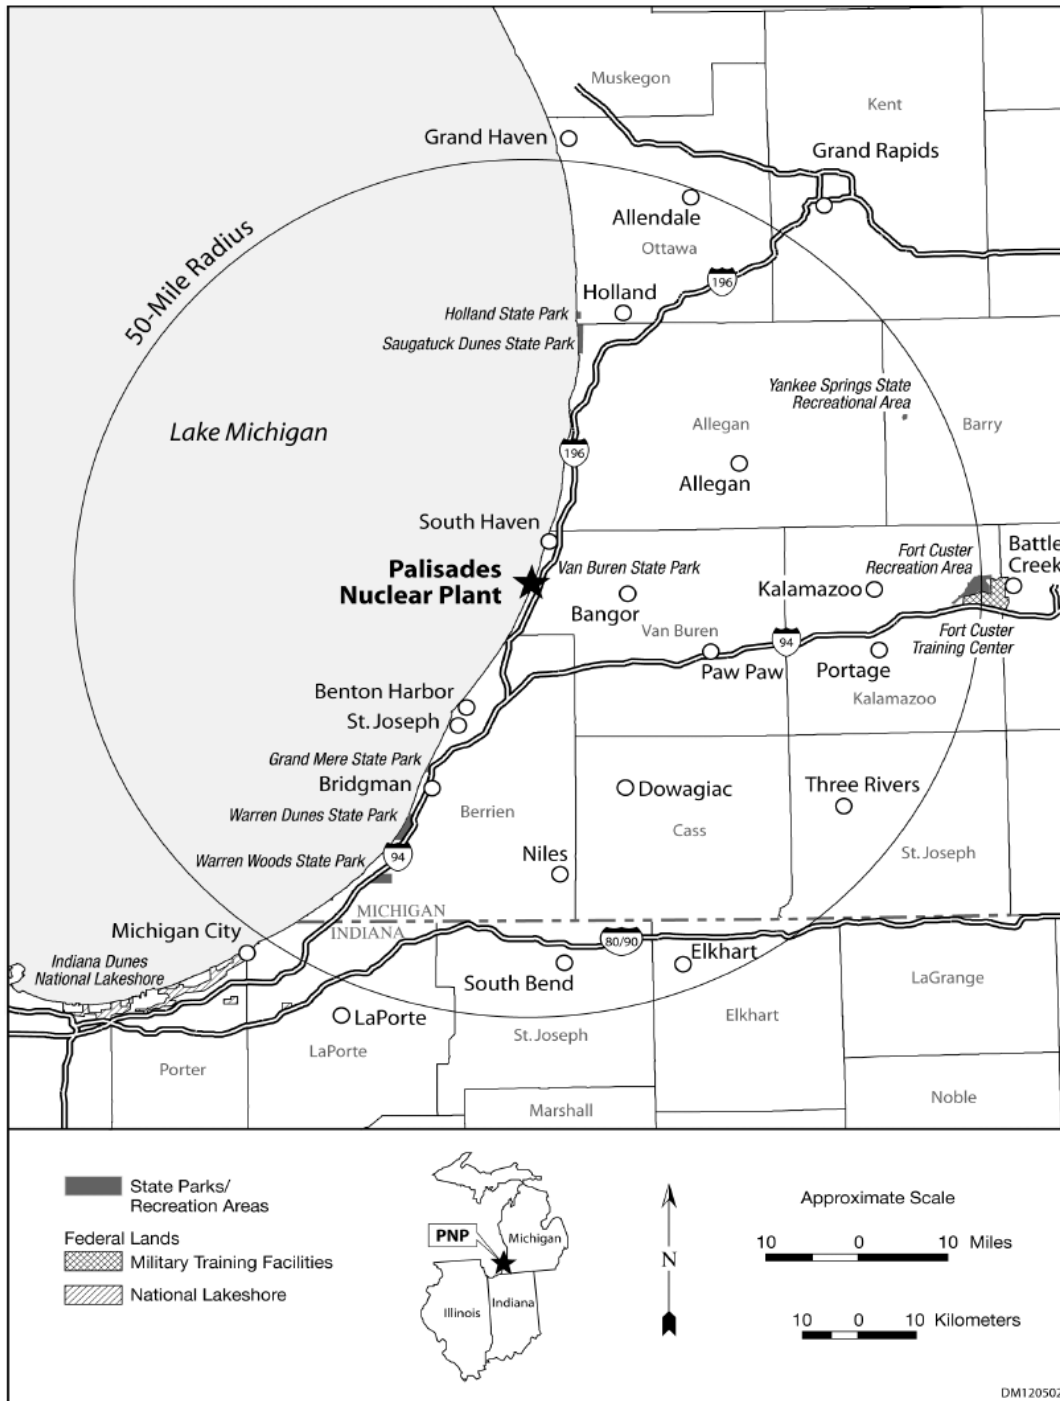 Muskegon
Kent
Grand Haven
Grand Rapids
50-Mile Radius
Allendale
Ottawa
196
Holland
Holland State Park
Saugatuck Dunes State Park
Yankee Springs State
Recreational Area
Lake Michigan
Allegan
Barry
196
Allegan
South Haven
Palisades
Nuclear Plant
Van Buren State Park
Bangor
Fort Custer
Recreation Area
Battle
Creek
Kalamazoo
Van Buren
94
Fort Custer
Training Center
Paw Paw
Portage
Kalamazoo
Benton Harbor
St. Joseph
Grand Mere State Park
Bridgman
Dowagiac
Three Rivers
Warren Dunes State Park
Berrien
Cass
94
Warren Woods State Park
Niles
St. Joseph
MICHIGAN
INDIANA
Michigan City
80/90
Indiana Dunes
National Lakeshore
South Bend
Elkhart
LaGrange
LaPorte
Elkhart
St. Joseph
LaPorte
Porter
Marshall
Noble
State Parks/
Recreation Areas
Federal Lands
Military Training Facilities
National Lakeshore
PNP
Michigan
Illinois
Indiana
N
Approximate Scale
10 0 10 Miles
10 0 10 Kilometers
DM120502